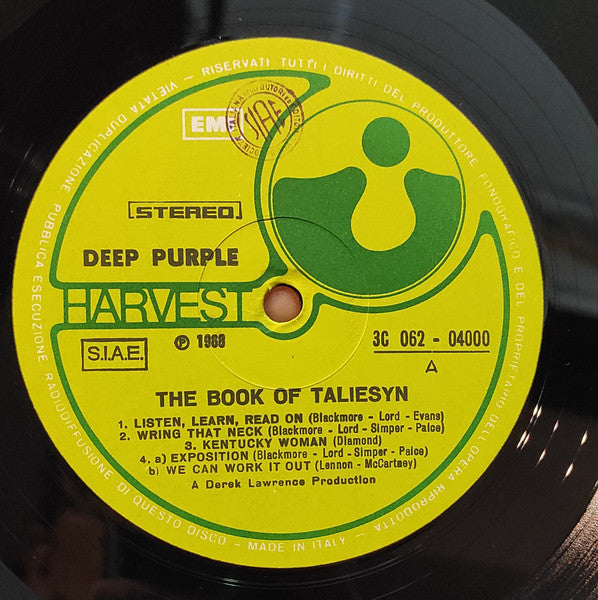 VIETATA DUPLICAZIONE PUBBLICA ESECUZIONE RADIODIFFUSIONE DI QUESTO DISCO - MADE IN ITALY - RISERVATI TUTTI I DIRITTI DEL PRODUTTORE FONOGRAFICO E DEL PROPRIETARIO DELL'OPERA RIPRODOTTA
EMI
SIAE
STEREO
DEEP PURPLE
HARVEST
S.I.A.E.
℗ 1969
3C 062 - 04000
A
THE BOOK OF TALIESYN
1. LISTEN, LEARN, READ ON (Blackmore - Lord - Evans)
2. WRING THAT NECK (Blackmore - Lord - Simper - Paice)
3. KENTUCKY WOMAN (Diamond)
4. a) EXPOSITION (Blackmore - Lord - Simper - Paice)
b) WE CAN WORK IT OUT (Lennon - McCartney)
A Derek Lawrence Production